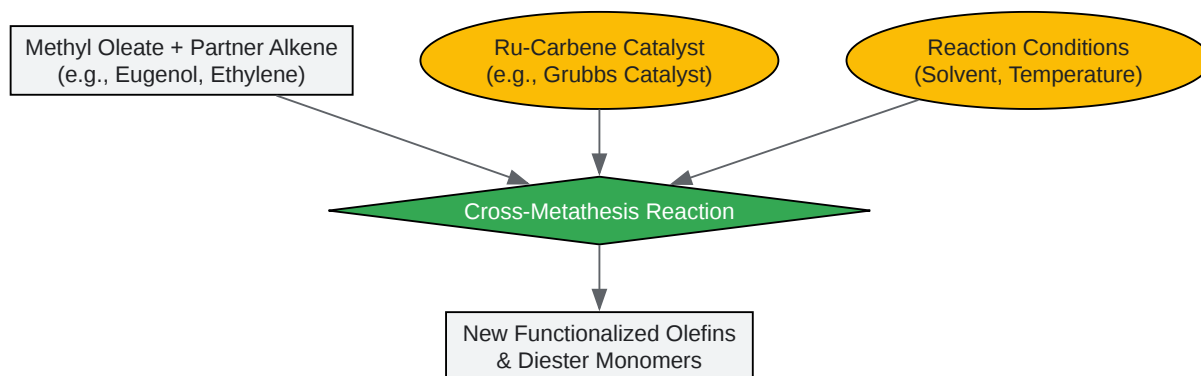 Methyl Oleate + Partner Alkene
(e.g., Eugenol, Ethylene)
Ru-Carbene Catalyst
(e.g., Grubbs Catalyst)
Reaction Conditions
(Solvent, Temperature)
Cross-Metathesis Reaction
New Functionalized Olefins
& Diester Monomers